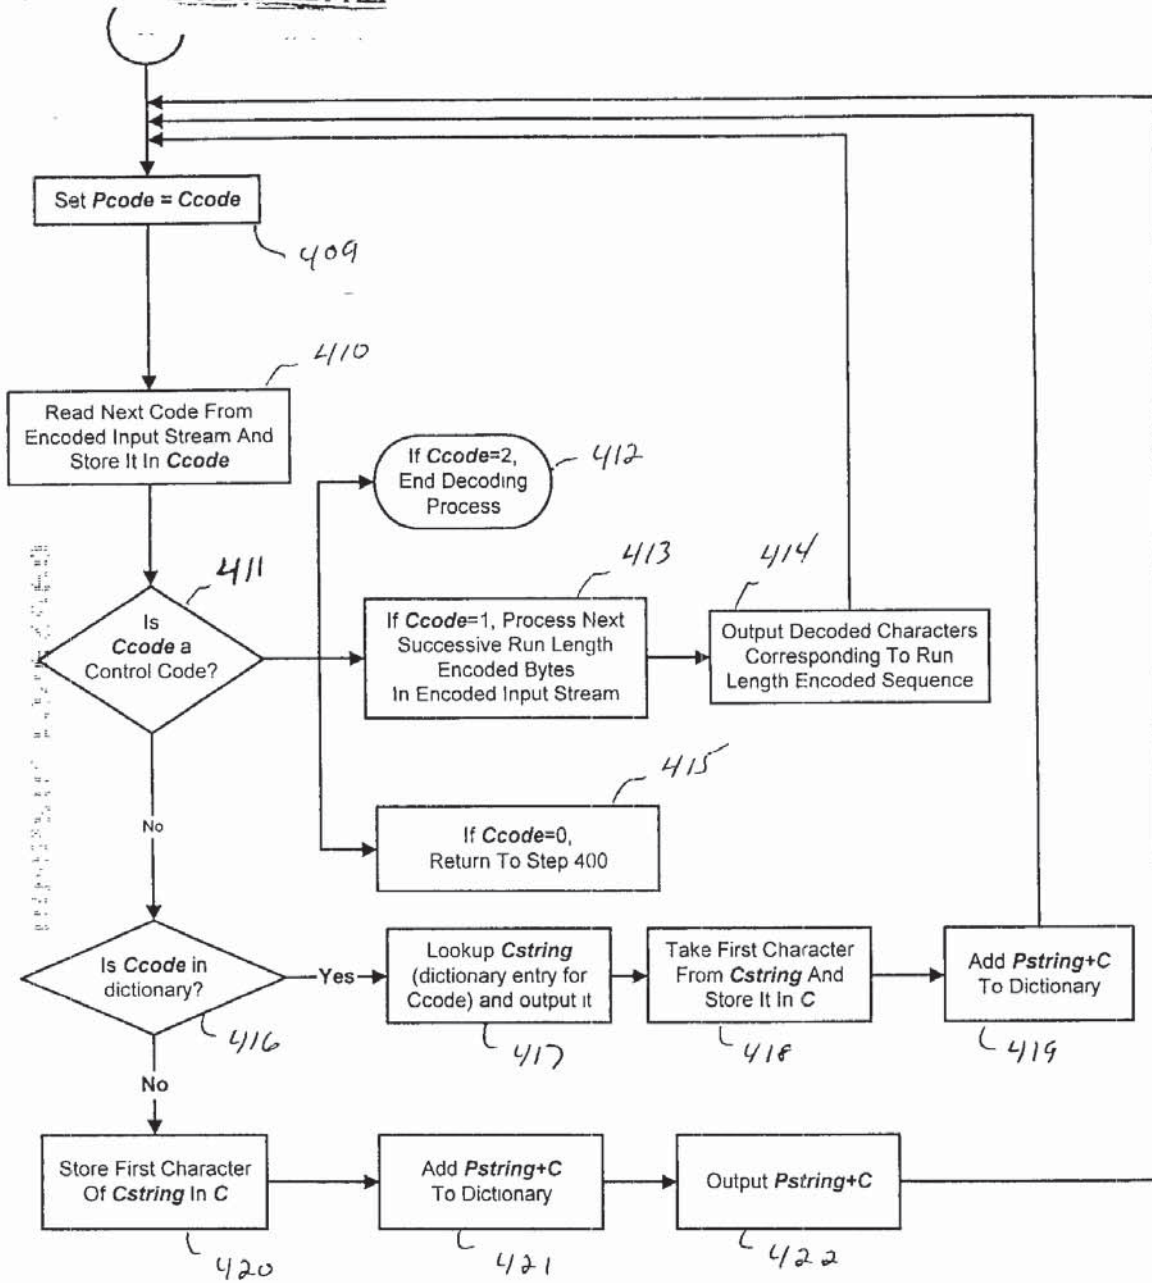 Set Pcode = Ccode
409
410
Read Next Code From
Encoded Input Stream And
Store It In Ccode
If Ccode=2,
End Decoding
Process
412
411
Is
Ccode a
Control Code?
413
If Ccode=1, Process Next
Successive Run Length
Encoded Bytes
In Encoded Input Stream
414
Output Decoded Characters
Corresponding To Run
Length Encoded Sequence
415
If Ccode=0,
Return To Step 400
No
Is Ccode in
dictionary?
416
Yes
Lookup Cstring
(dictionary entry for
Ccode) and output it
417
Take First Character
From Cstring And
Store It In C
418
Add Pstring+C
To Dictionary
419
No
Store First Character
Of Cstring In C
420
Add Pstring+C
To Dictionary
421
Output Pstring+C
422